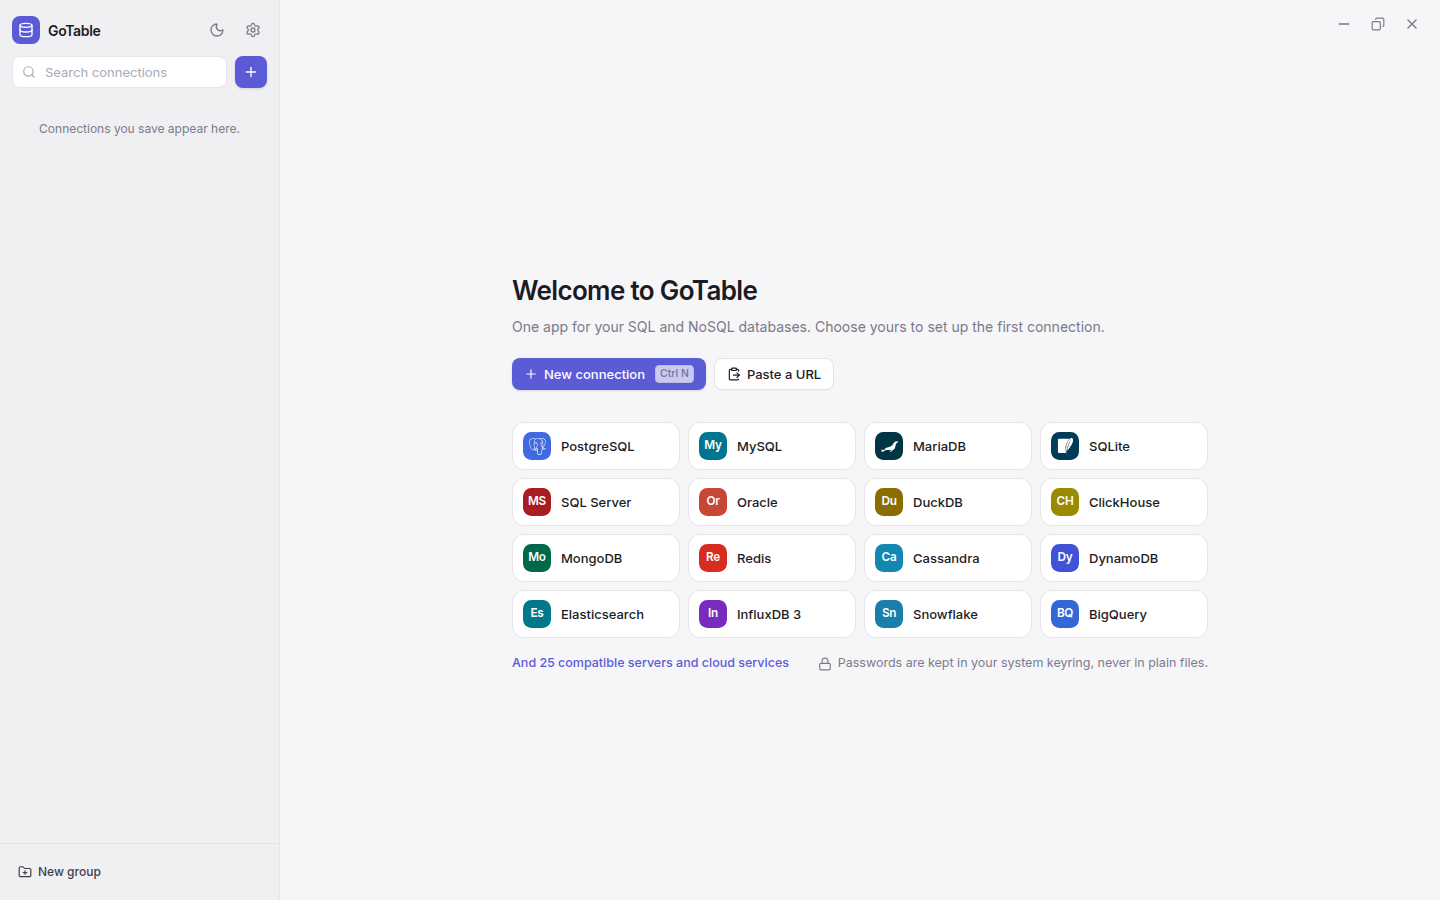 GoTable
Search connections
Connections you save appear here.
Welcome to GoTable
One app for your SQL and NoSQL databases. Choose yours to set up the first connection.
New connection Ctrl N Paste a URL
PostgreSQL My MySQL MariaDB SQLite
MS SQL Server Or Oracle Du DuckDB CH ClickHouse
Mo MongoDB Re Redis Ca Cassandra Dy DynamoDB
Es Elasticsearch In InfluxDB 3 Sn Snowflake BQ BigQuery
And 25 compatible servers and cloud services Passwords are kept in your system keyring, never in plain files.
New group